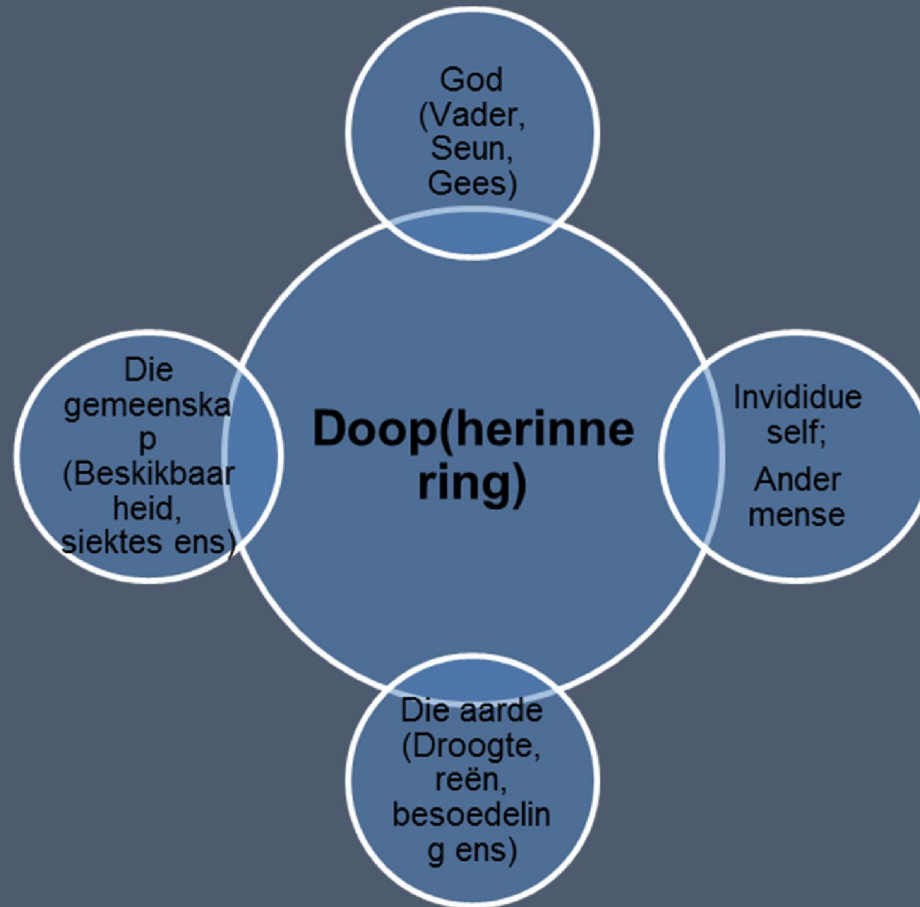 God
(Vader,
Seun,
Gees)
Die
gemeenska
p
(Beskikbaar
heid,
siektes ens)
Doop(herinne
ring)
Invididue
self;
Ander
mense
Die aarde
(Droogte,
reën,
besoedelin
g ens)